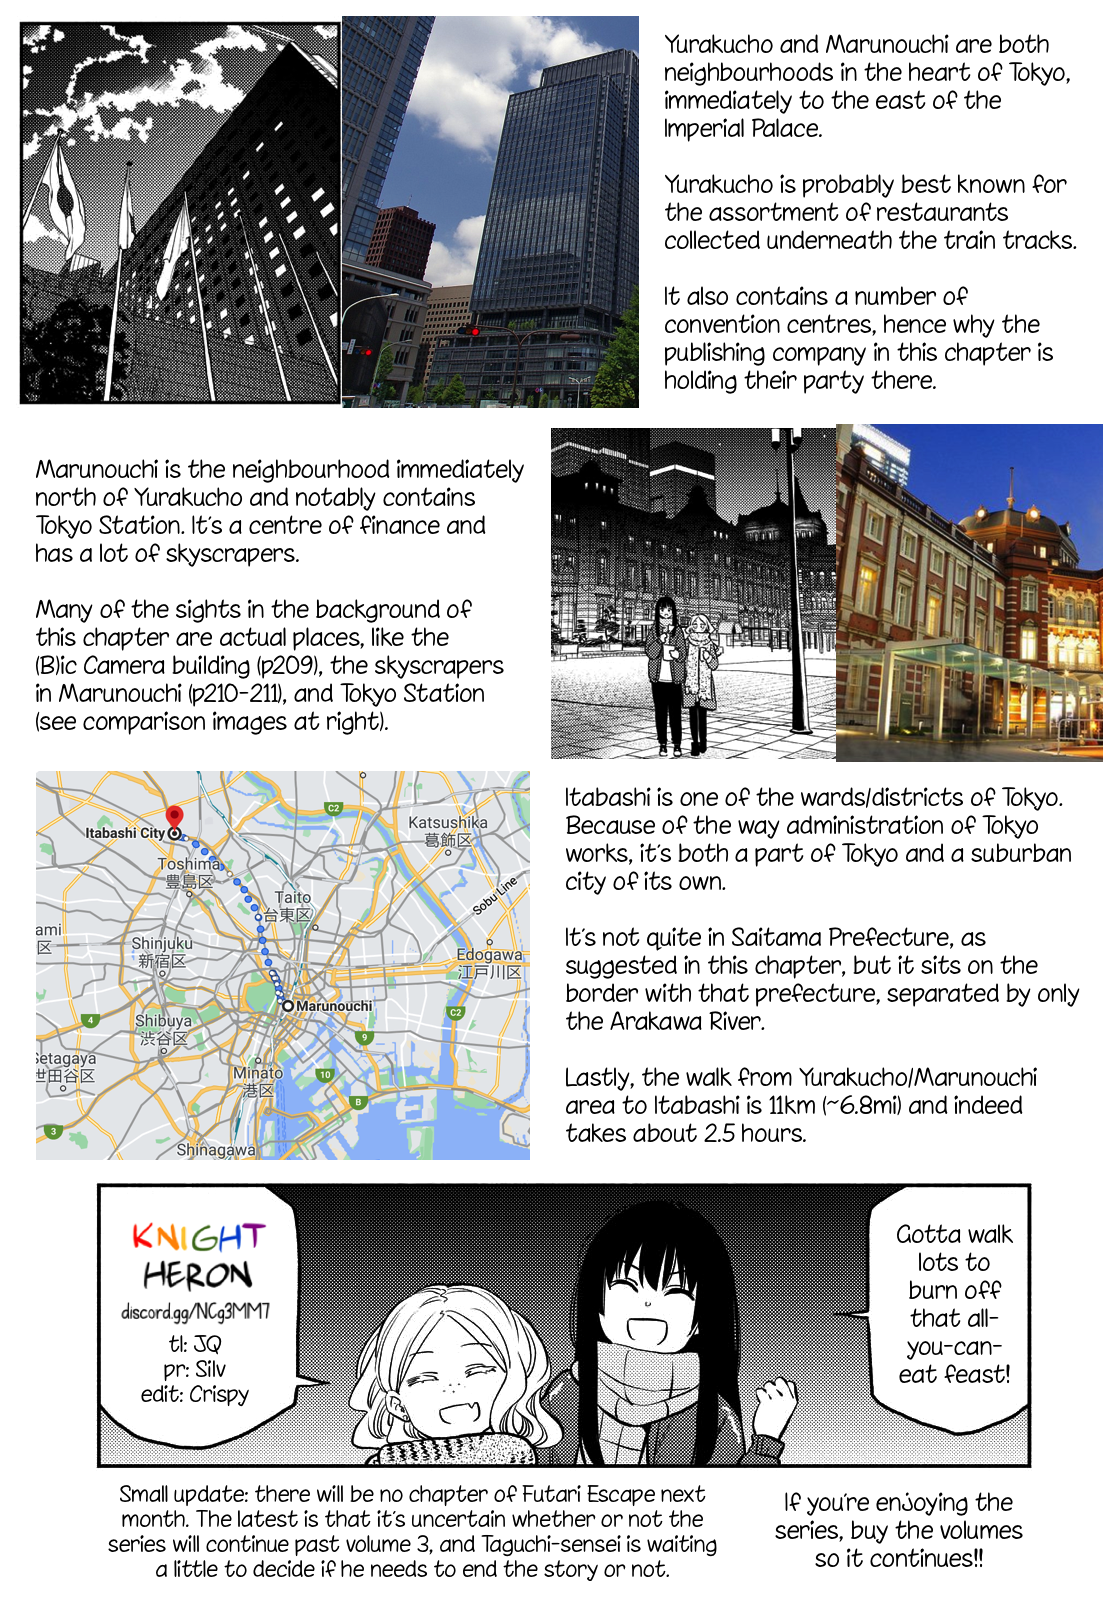 Yurakucho and Marunouchi are both
neighbourhoods in the heart of Tokyo,
immediately to the east of the
Imperial Palace.
Yurakucho is probably best known for
the assortment of restaurants
collected underneath the train tracks.
It also contains a number of
convention centres, hence why the
publishing company in this chapter is
holding their party there.
Marunouchi is the neighbourhood immediately
north of Yurakucho and notably contains
Tokyo Station. It's a centre of finance and
has a lot of skyscrapers.
Many of the sights in the background of
this chapter are actual places, like the
(B)ic Camera building (p209), the skyscrapers
in Marunouchi (p210-211), and Tokyo Station
(see comparison images at right).
C2
Katsushika
葛飾区
Itabashi City
Toshima
豊島区
Sobu Line
Taito
台東区
ami
区
Shinjuku
新宿区
Edogawa
江戸川区
Marunouchi
4
Shibuya
渋谷区
C2
9
Setagaya
世田谷区
Minato
港区
10
B
3
Shinagawa
Itabashi is one of the wards/districts of Tokyo.
Because of the way administration of Tokyo
works, it's both a part of Tokyo and a suburban
city of its own.
It's not quite in Saitama Prefecture, as
suggested in this chapter, but it sits on the
border with that prefecture, separated by only
the Arakawa River.
Lastly, the walk from Yurakucho/Marunouchi
area to Itabashi is 11km (~6.8mi) and indeed
takes about 2.5 hours.
KNIGHT
HERON
discord.gg/NCg3MM7
tl: JQ
pr: Silv
edit: Crispy
Gotta walk
lots to
burn off
that all-
you-can-
eat feast!
Small update: there will be no chapter of Futari Escape next
month. The latest is that it's uncertain whether or not the
series will continue past volume 3, and Taguchi-sensei is waiting
a little to decide if he needs to end the story or not.
If you're enjoying the
series, buy the volumes
so it continues!!